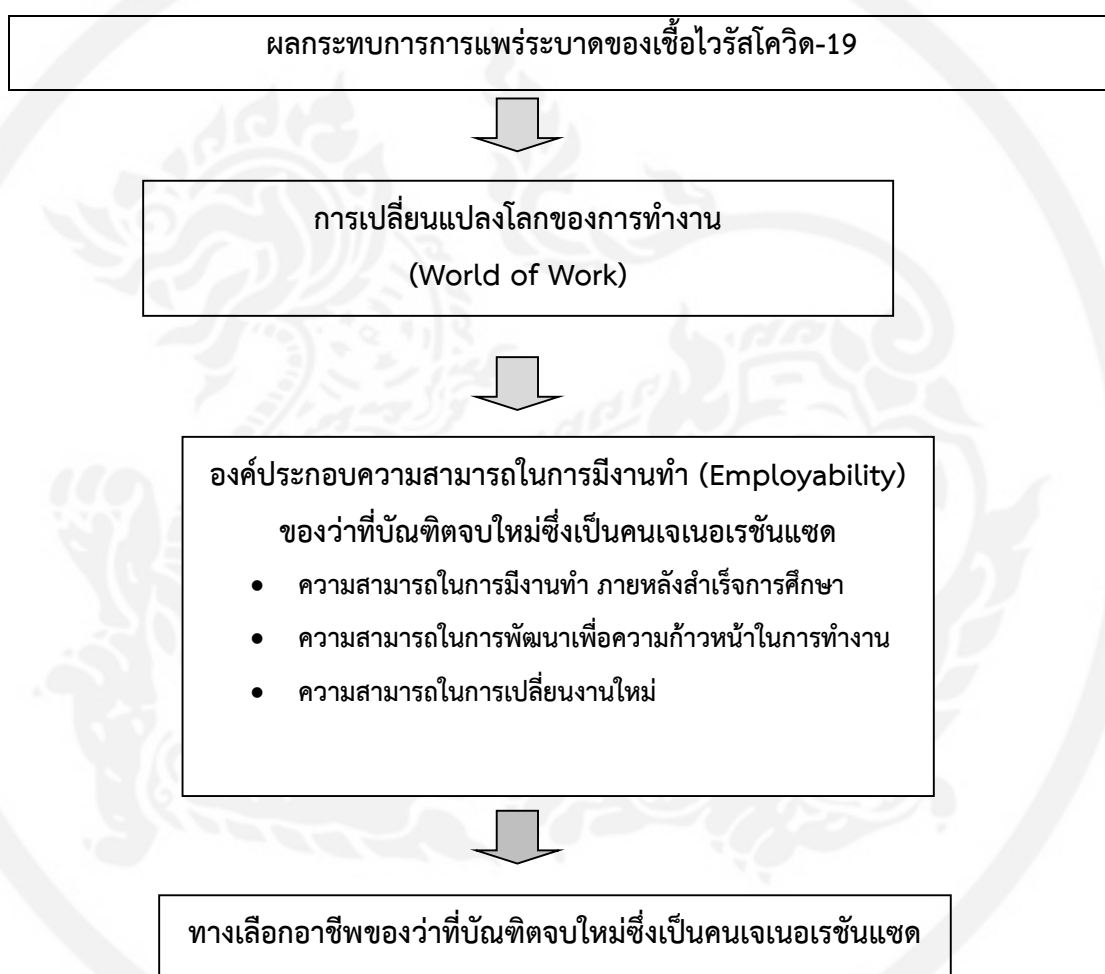 ผลกระทบการการแพร่ระบาดของเชื้อไวรัสโควิด-19
การเปลี่ยนแปลงโลกของการทำงาน
(World of Work)
องค์ประกอบความสามารถในการมีงานทำ (Employability)
ของว่าที่บัณฑิตจบใหม่ซึ่งเป็นคนเจเนอเรชันแซด
• ความสามารถในการมีงานทำ ภายหลังสำเร็จการศึกษา
• ความสามารถในการพัฒนาเพื่อความก้าวหน้าในการทำงาน
• ความสามารถในการเปลี่ยนงานใหม่
ทางเลือกอาชีพของว่าที่บัณฑิตจบใหม่ซึ่งเป็นคนเจเนอเรชันแซด